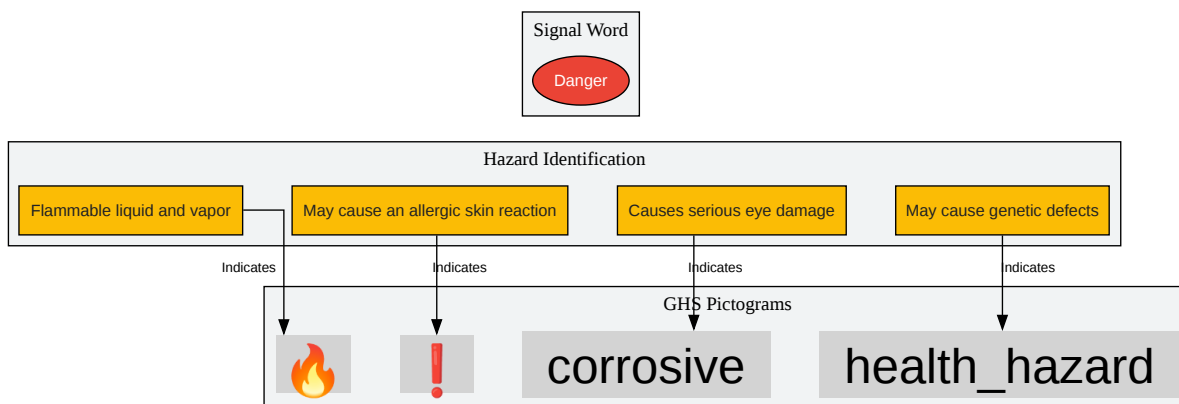 Signal Word
Danger
Hazard Identification
Flammable liquid and vapor
May cause an allergic skin reaction
Causes serious eye damage
May cause genetic defects
Indicates
Indicates
Indicates
Indicates
GHS Pictograms
🔥
❗
corrosive
health_hazard